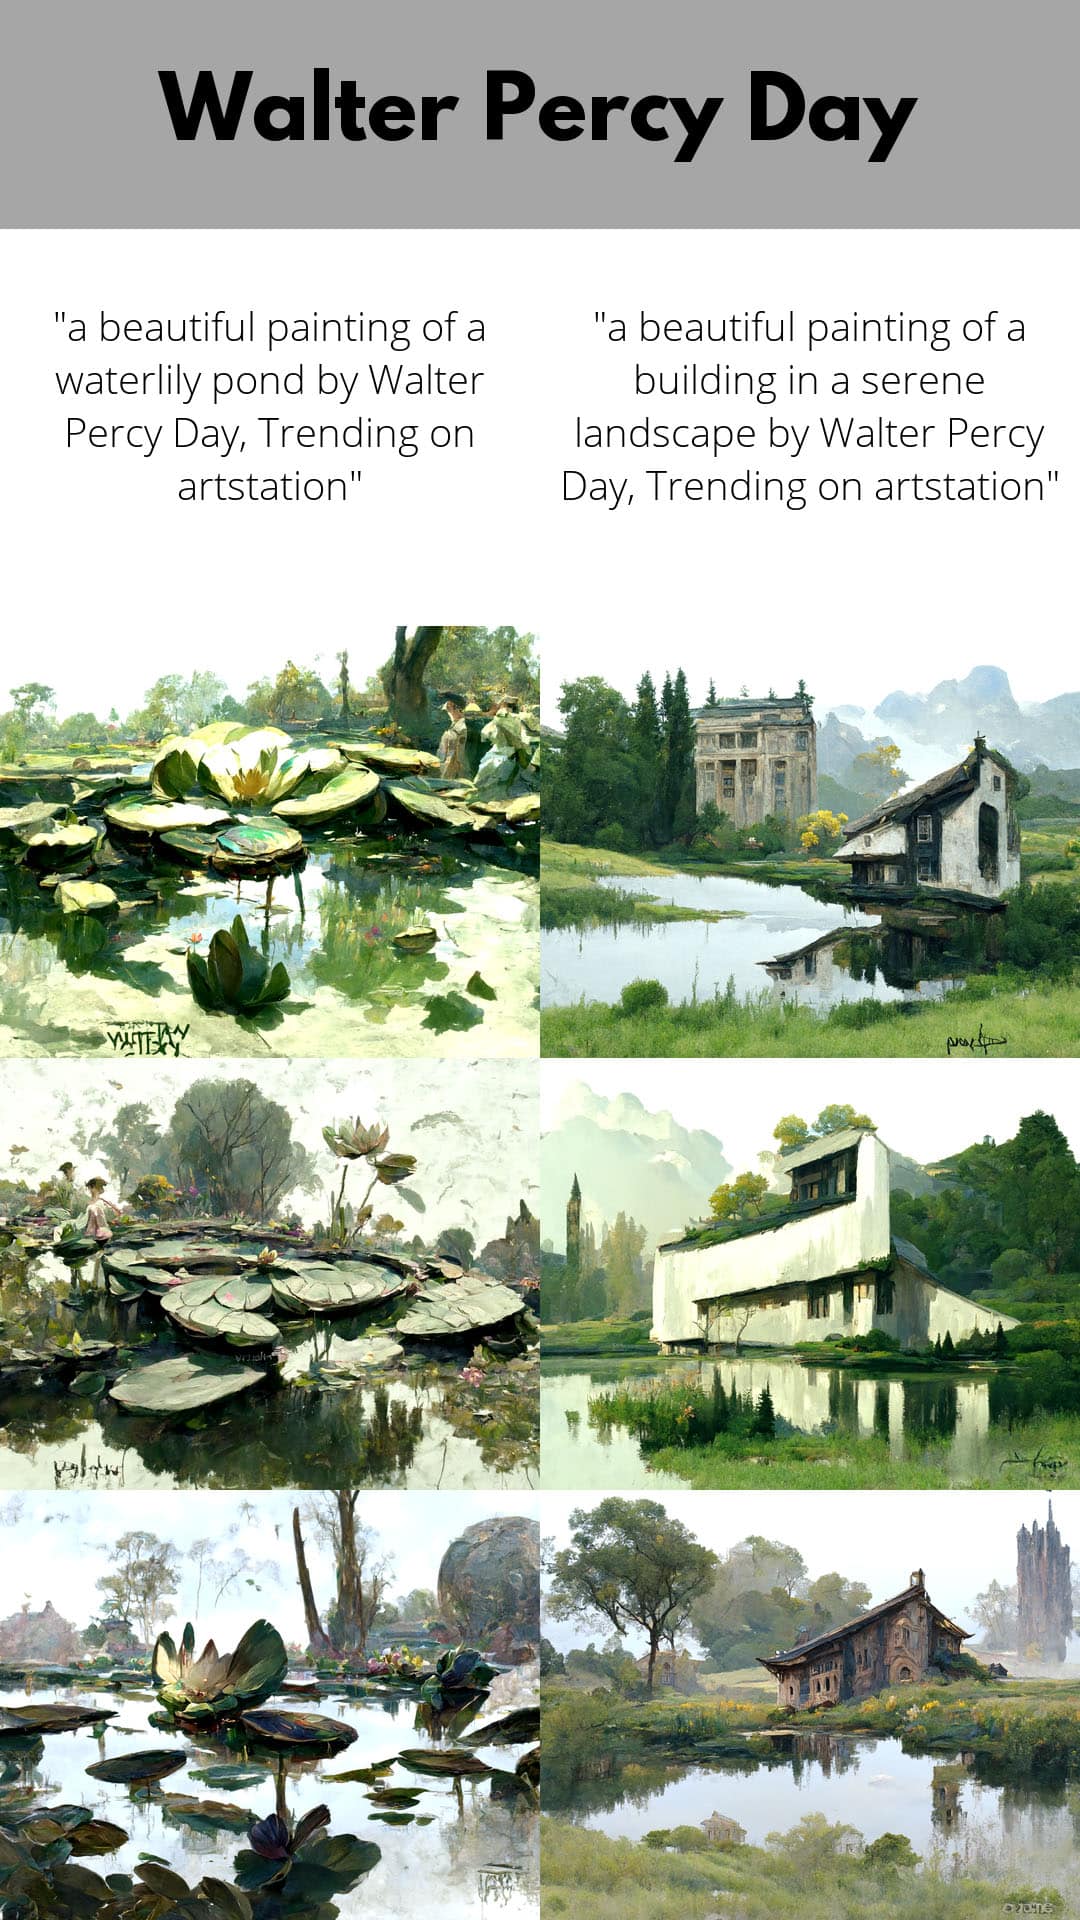 Walter Percy Day
"a beautiful painting of a
waterlily pond by Walter
Percy Day, Trending on
artstation"
"a beautiful painting of a
building in a serene
landscape by Walter Percy
Day, Trending on artstation"